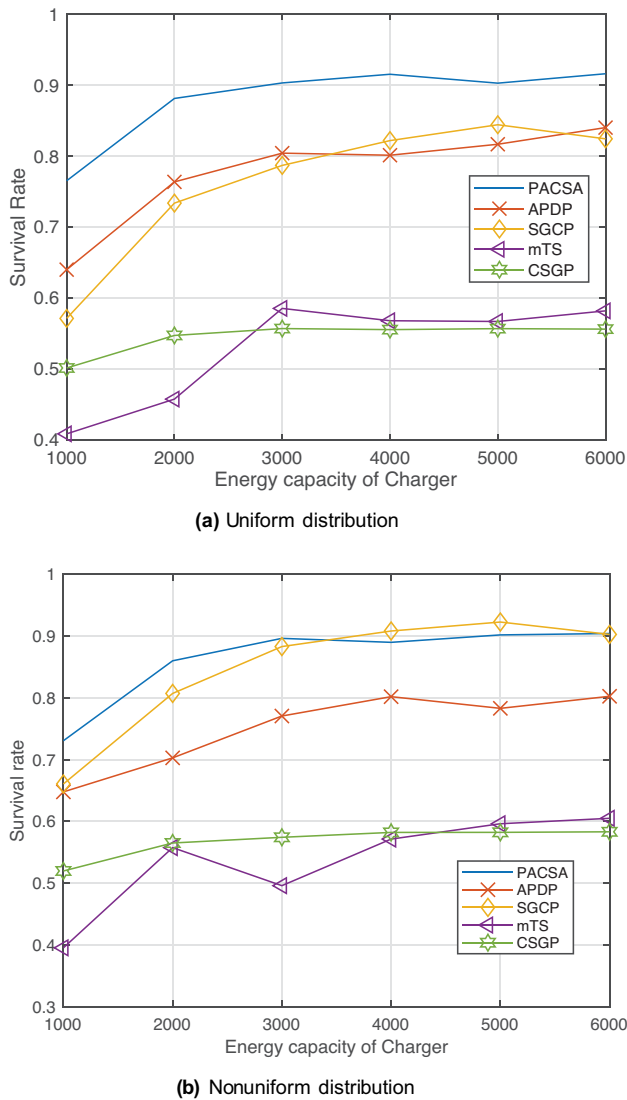 1
0.9
0.8
0.7
0.6
0.5
0.4
Survival Rate
PACSA
APDP
SGCP
mTS
CSGP
1000 2000 3000 4000 5000 6000
Energy capacity of Charger
(a) Uniform distribution
1
0.9
0.8
0.7
0.6
0.5
0.4
0.3
Survival rate
PACSA
APDP
SGCP
mTS
CSGP
1000 2000 3000 4000 5000 6000
Energy capacity of Charger
(b) Nonuniform distribution